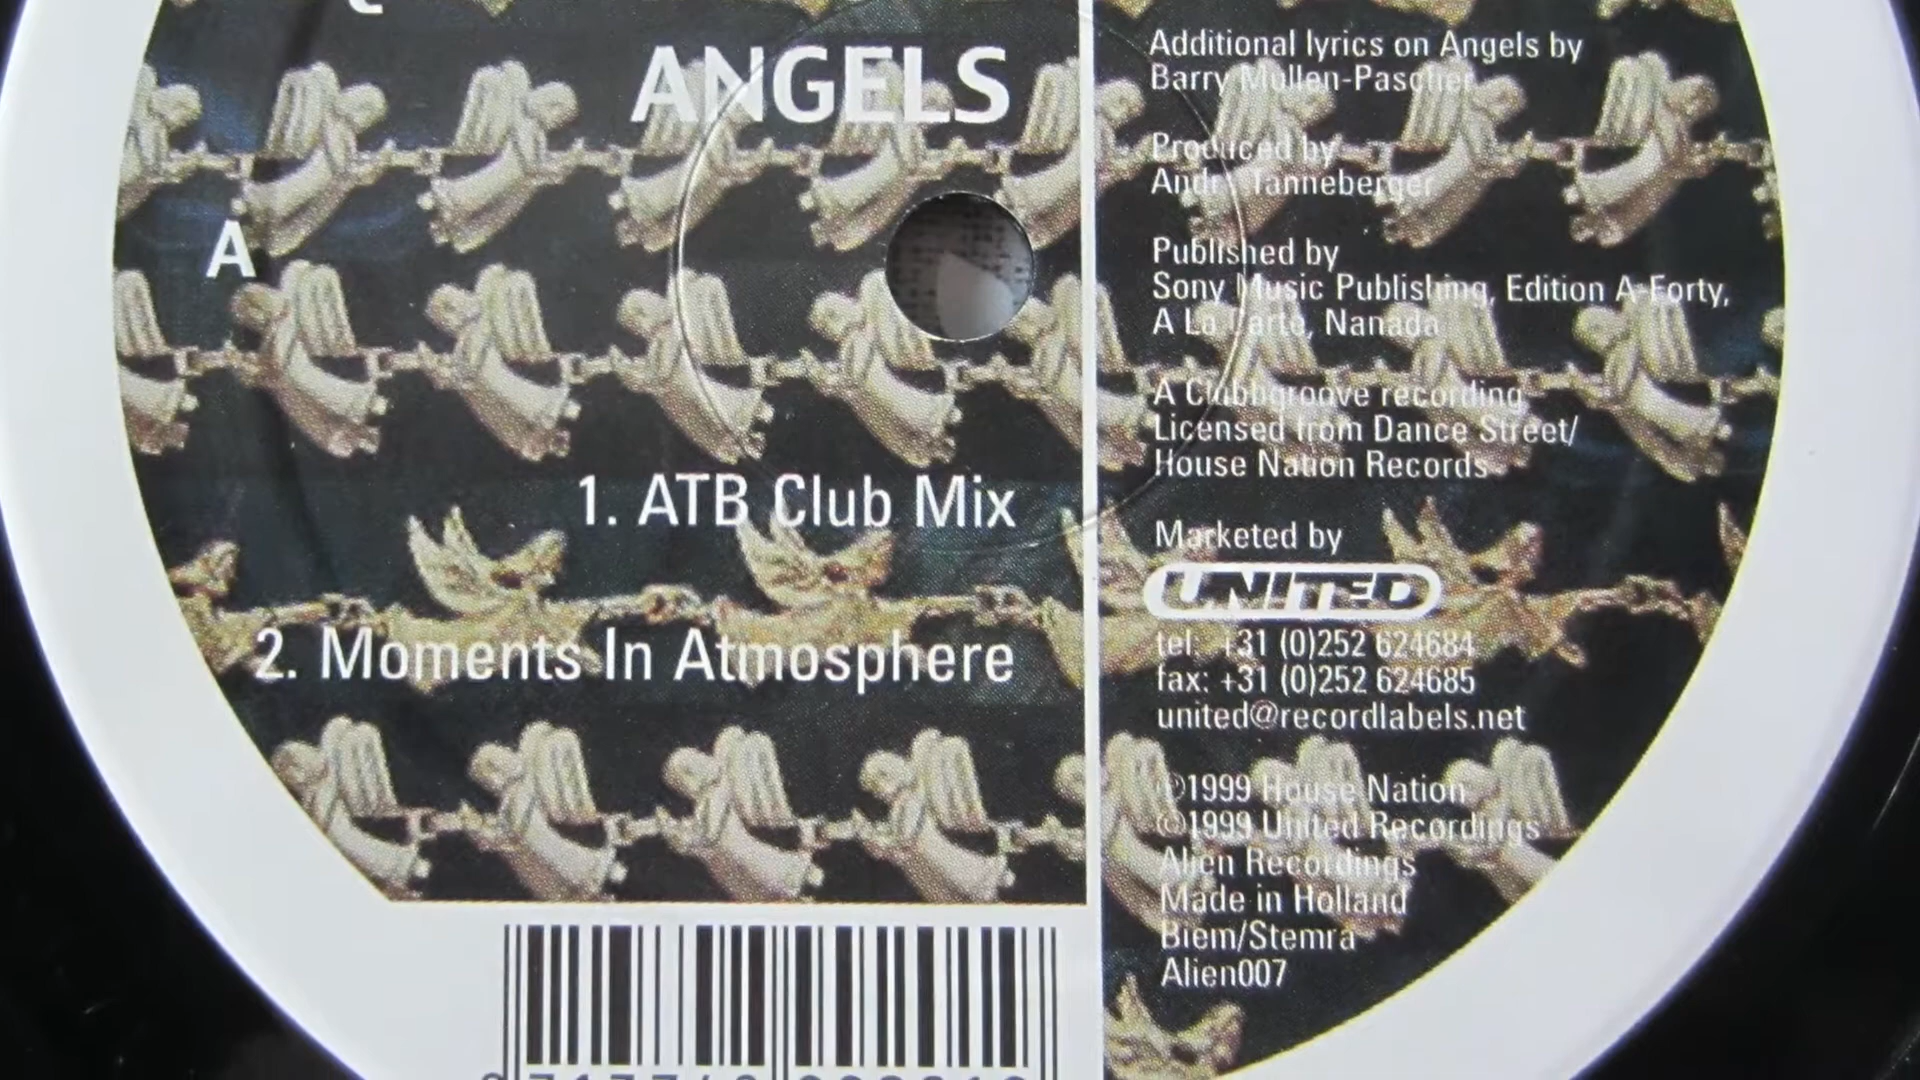 ANGELS
A
1. ATB Club Mix
2. Moments In Atmosphere
Additional lyrics on Angels by
Barry Mullen-Pascher
Produced by
André Tanneberger
Published by
Sony Music Publishing, Edition A-Forty,
A La Carte, Nanada
A Clubbgroove recording
Licensed from Dance Street/
House Nation Records
Marketed by
UNITED
tel: +31 (0)252 624684
fax: +31 (0)252 624685
united@recordlabels.net
℗1999 House Nation
©1999 United Recordings
Alien Recordings
Made in Holland
Biem/Stemra
Alien007